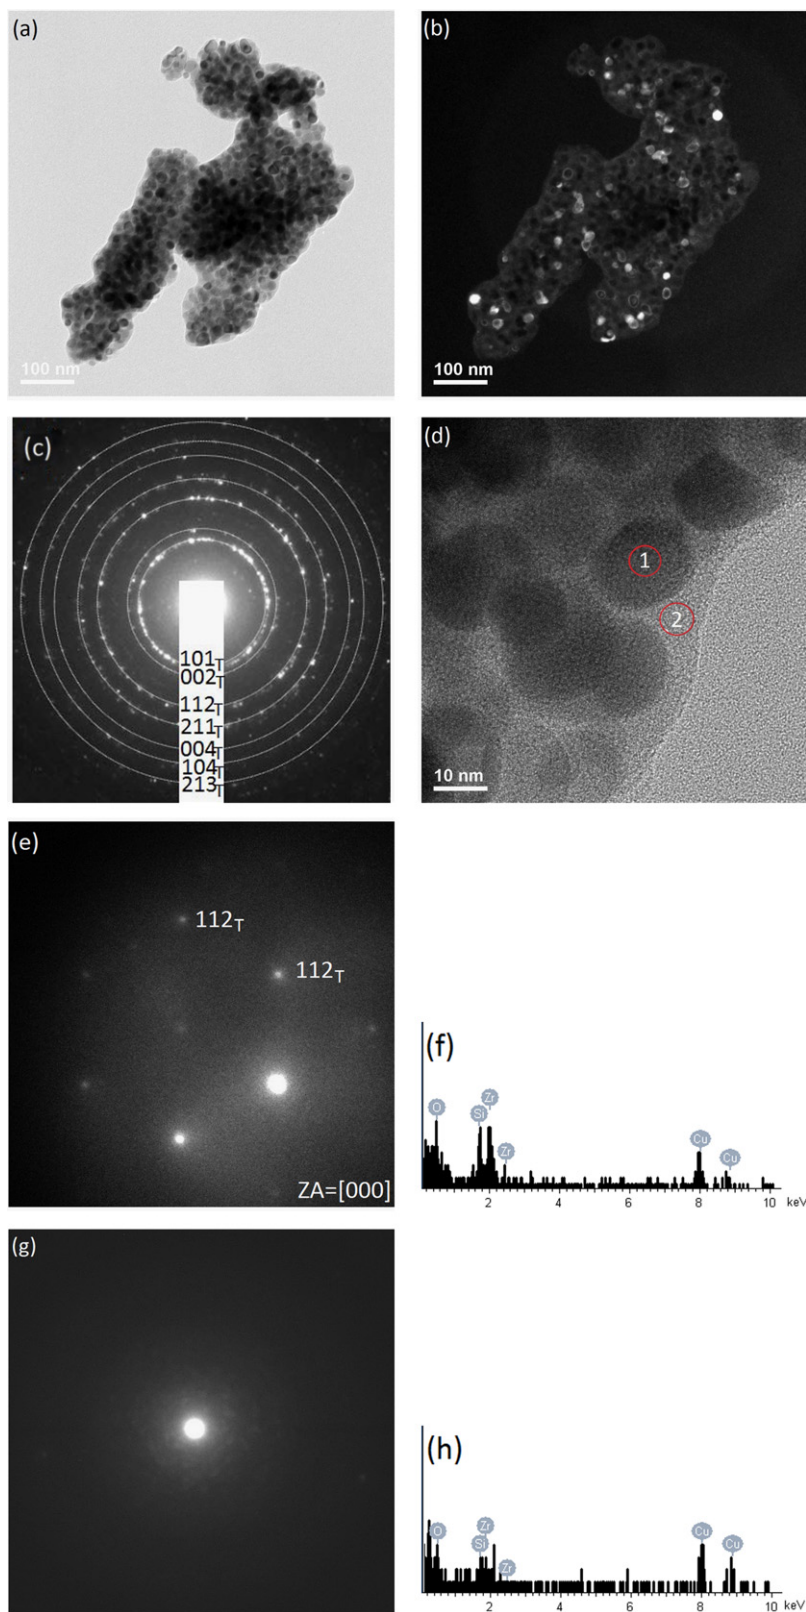 (a)
100 nm
(b)
100 nm
(c)
101T
002T
112T
211T
004T
104T
213T
(d)
1
2
10 nm
(e)
112T
112T
ZA=[000]
(f)
O
Si
Zr
Zr
Cu
Cu
2
4
6
8
10
keV
(g)
(h)
O
Zr
Si
Zr
Cu
Cu
2
4
6
8
10
keV